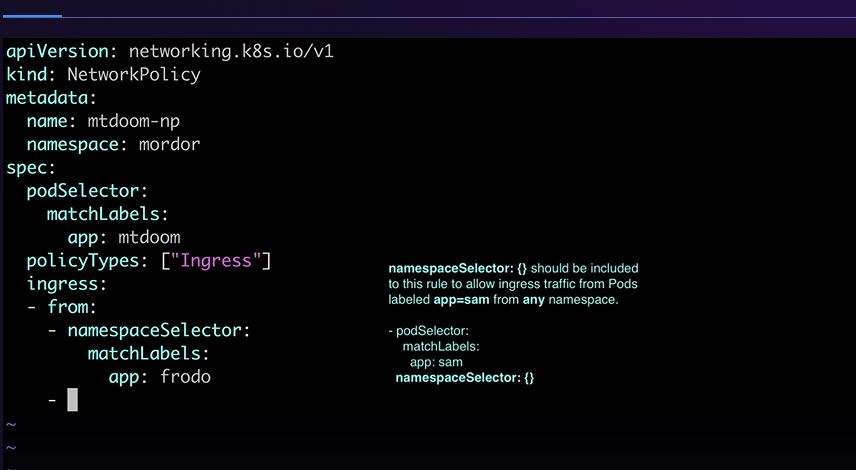 apiVersion: networking.k8s.io/v1
kind: NetworkPolicy
metadata:
  name: mtdoom-np
  namespace: mordor
spec:
  podSelector:
    matchLabels:
      app: mtdoom
  policyTypes: ["Ingress"]
  ingress:
  - from:
    - namespaceSelector:
        matchLabels:
          app: frodo
    -
~
~
namespaceSelector: {} should be included
to this rule to allow ingress traffic from Pods
labeled app=sam from any namespace.
- podSelector:
    matchLabels:
      app: sam
  namespaceSelector: {}